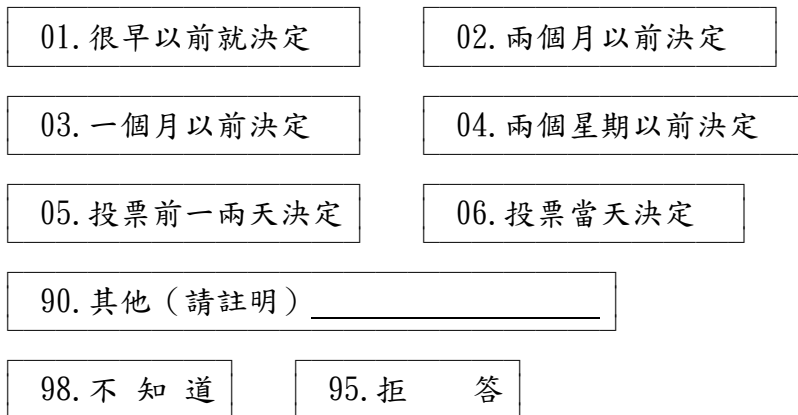 01.很早以前就決定 02.兩個月以前決定
03.一個月以前決定 04.兩個星期以前決定
05.投票前一兩天決定 06.投票當天決定
90.其他（請註明）__________________
98.不 知 道 95.拒　　答